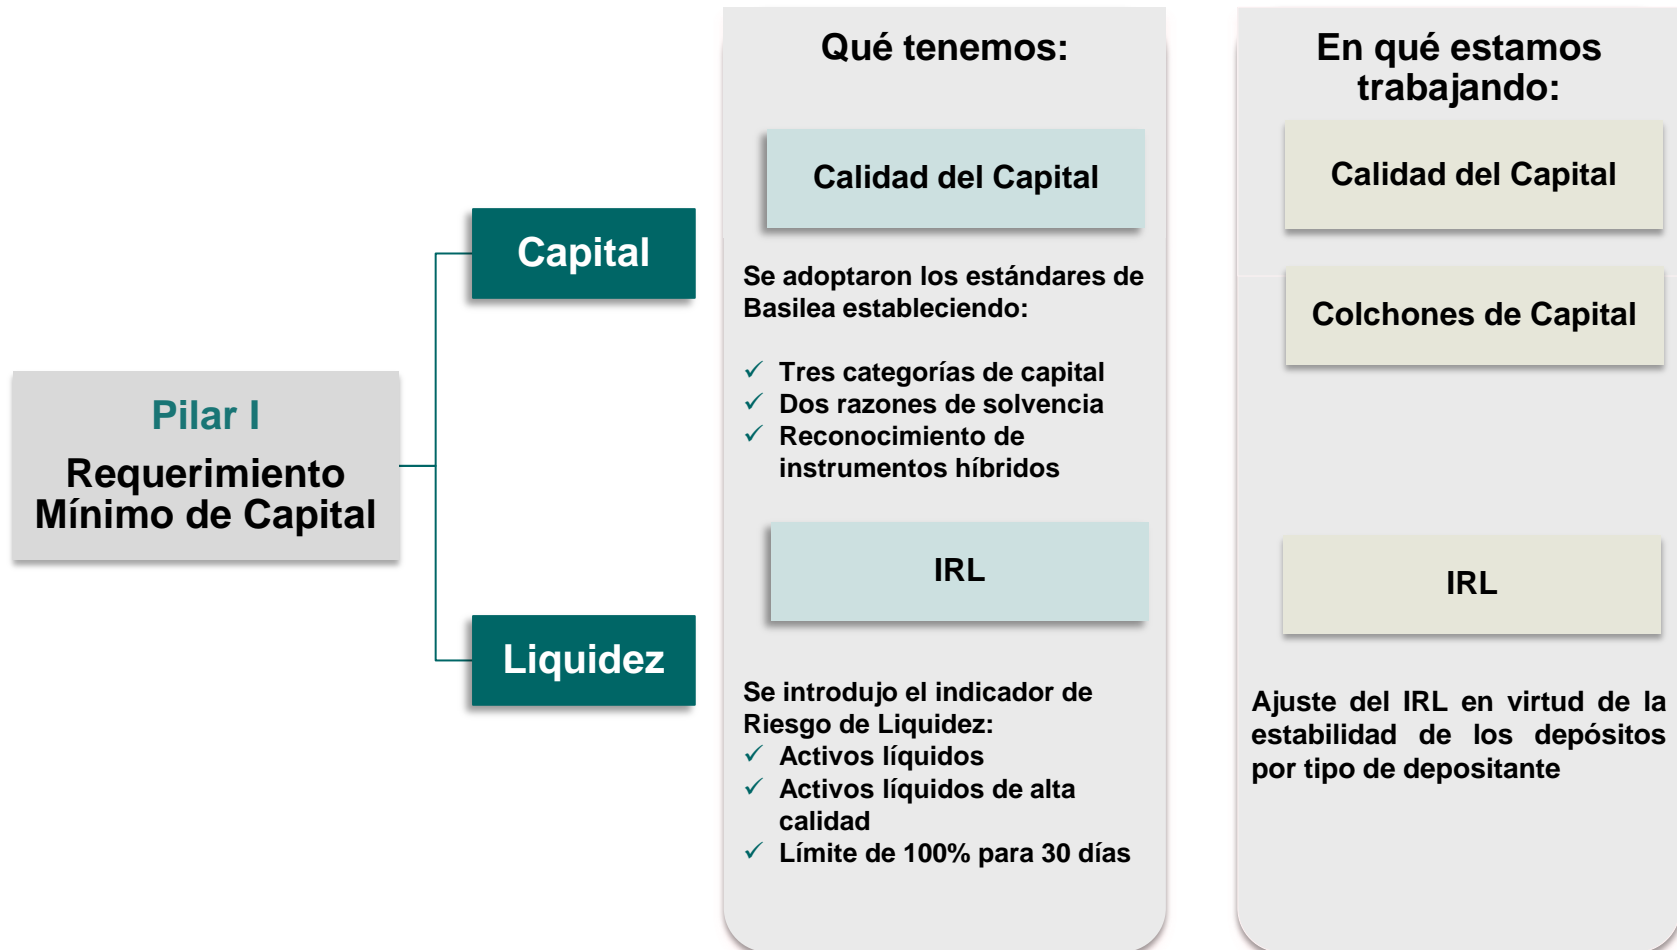 Pilar I
Requerimiento
Mínimo de Capital
Capital
Liquidez
Qué tenemos:
Calidad del Capital
Se adoptaron los estándares de
Basilea estableciendo:
✓ Tres categorías de capital
✓ Dos razones de solvencia
✓ Reconocimiento de
instrumentos híbridos
IRL
Se introdujo el indicador de
Riesgo de Liquidez:
✓ Activos líquidos
✓ Activos líquidos de alta
calidad
✓ Límite de 100% para 30 días
En qué estamos
trabajando:
Calidad del Capital
Colchones de Capital
IRL
Ajuste del IRL en virtud de la
estabilidad de los depósitos
por tipo de depositante